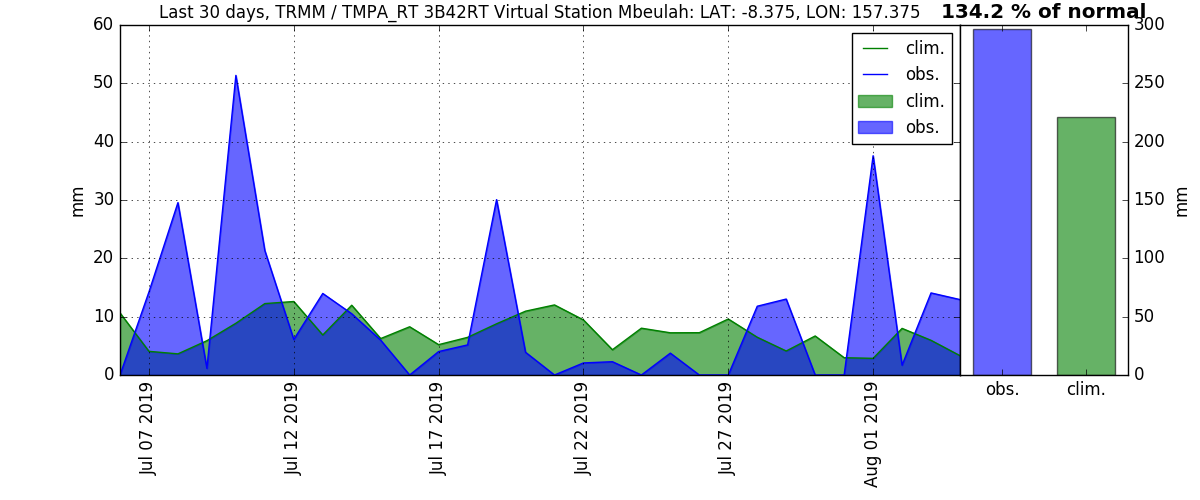 Last 30 days, TRMM / TMPA_RT 3B42RT Virtual Station Mbeulah: LAT: -8.375, LON: 157.375
134.2 % of normal
60
50
40
30
20
10
0
mm
clim.
obs.
clim.
obs.
300
250
200
150
100
50
0
mm
Jul 07 2019
Jul 12 2019
Jul 17 2019
Jul 22 2019
Jul 27 2019
Aug 01 2019
obs.
clim.